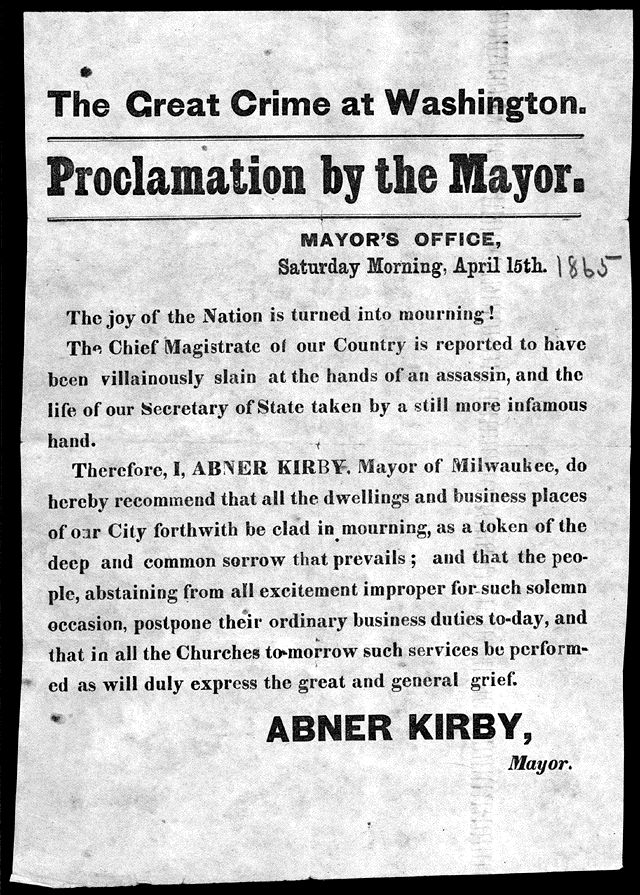 The Great Crime at Washington.
Proclamation by the Mayor.
MAYOR'S OFFICE,
Saturday Morning, April 15th. 1865
The joy of the Nation is turned into mourning!
The Chief Magistrate of our Country is reported to have
been villainously slain at the hands of an assassin, and the
life of our Secretary of State taken by a still more infamous
hand.
Therefore, I, ABNER KIRBY, Mayor of Milwaukee, do
hereby recommend that all the dwellings and business places
of our City forthwith be clad in mourning, as a token of the
deep and common sorrow that prevails; and that the peo-
ple, abstaining from all excitement improper for such solemn
occasion, postpone their ordinary business duties to-day, and
that in all the Churches to-morrow such services be perform-
ed as will duly express the great and general grief.
ABNER KIRBY,
Mayor.